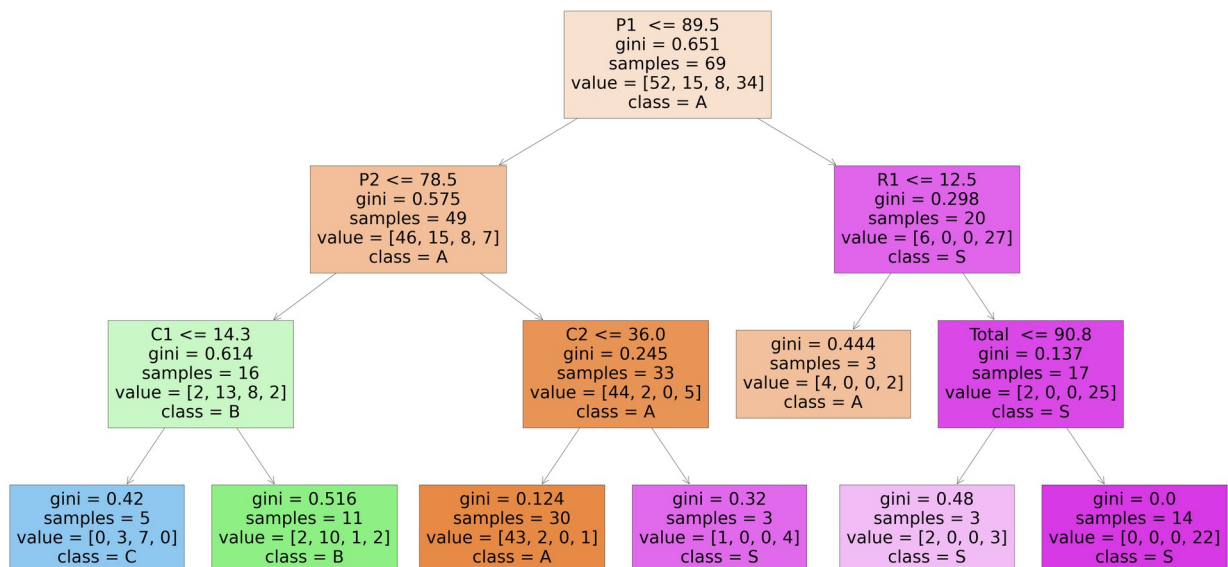 P1 <= 89.5
gini = 0.651
samples = 69
value = [52, 15, 8, 34]
class = A
P2 <= 78.5
gini = 0.575
samples = 49
value = [46, 15, 8, 7]
class = A
R1 <= 12.5
gini = 0.298
samples = 20
value = [6, 0, 0, 27]
class = S
C1 <= 14.3
gini = 0.614
samples = 16
value = [2, 13, 8, 2]
class = B
C2 <= 36.0
gini = 0.245
samples = 33
value = [44, 2, 0, 5]
class = A
gini = 0.444
samples = 3
value = [4, 0, 0, 2]
class = A
Total <= 90.8
gini = 0.137
samples = 17
value = [2, 0, 0, 25]
class = S
gini = 0.42
samples = 5
value = [0, 3, 7, 0]
class = C
gini = 0.516
samples = 11
value = [2, 10, 1, 2]
class = B
gini = 0.124
samples = 30
value = [43, 2, 0, 1]
class = A
gini = 0.32
samples = 3
value = [1, 0, 0, 4]
class = S
gini = 0.48
samples = 3
value = [2, 0, 0, 3]
class = S
gini = 0.0
samples = 14
value = [0, 0, 0, 22]
class = S